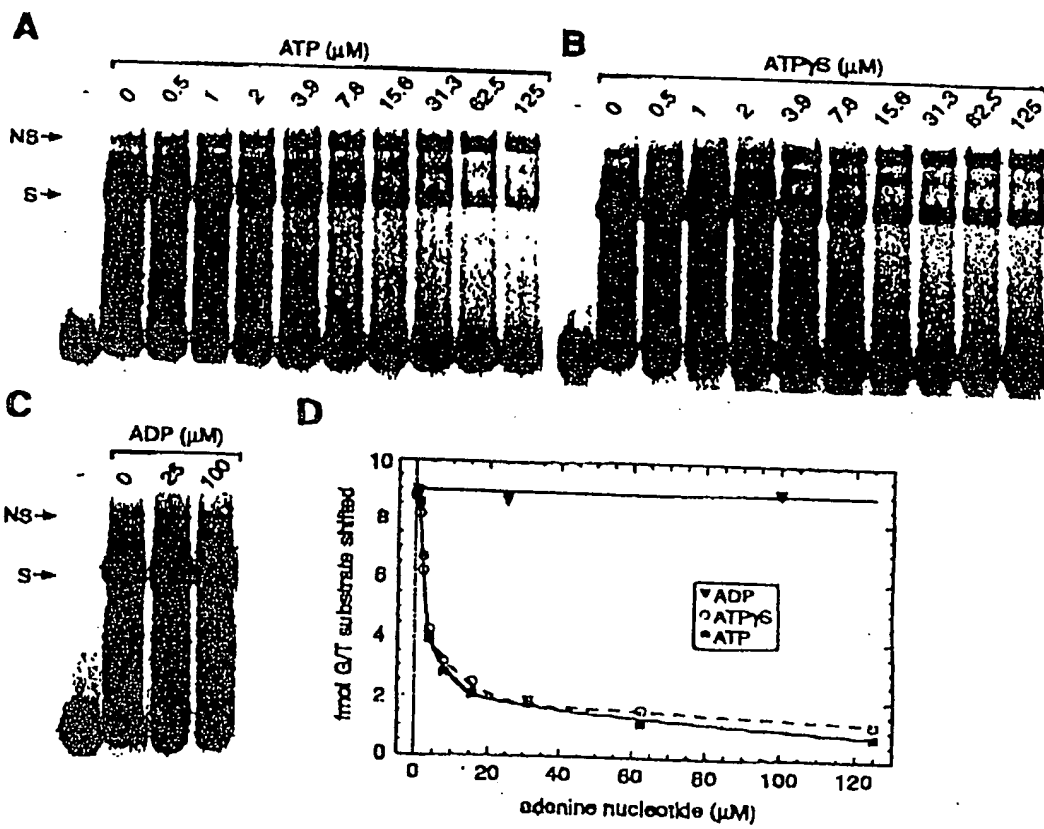 A
ATP (μM)
0 0.5 1 2 3.9 7.8 15.6 31.3 62.5 125
NS
S
B
ATPγS (μM)
0 0.5 1 2 3.9 7.8 15.6 31.3 62.5 125
C
ADP (μM)
0 25 100
NS
S
D
fmol G/T substrate shifted
10
8
6
4
2
0
ADP
ATPγS
ATP
0 20 40 60 80 100 120
adenine nucleotide (μM)